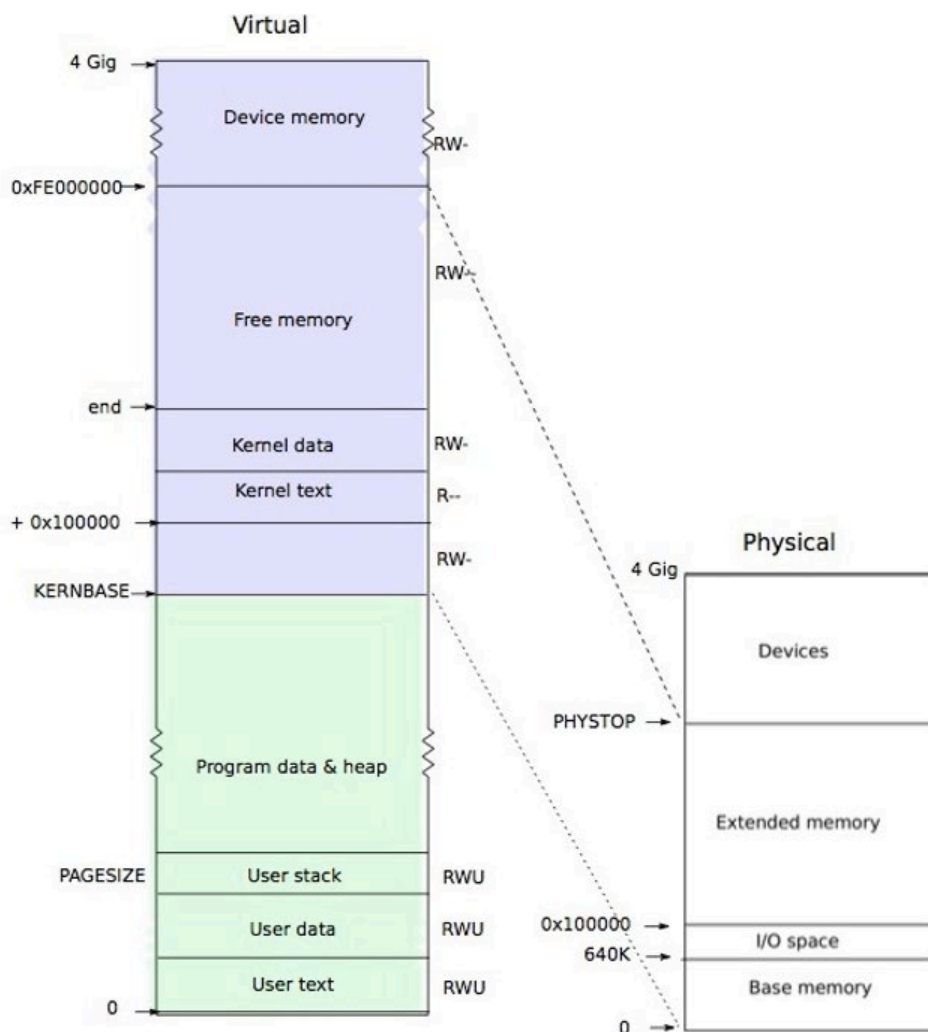 Virtual
4 Gig
Device memory
RW-
0xFE000000
RW--
Free memory
end
Kernel data
RW-
Kernel text
R--
+ 0x100000
Physical
RW-
4 Gig
KERNBASE
Devices
PHYSTOP
Program data & heap
Extended memory
PAGESIZE
User stack
RWU
0x100000
User data
RWU
I/O space
640K
User text
RWU
Base memory
0
0